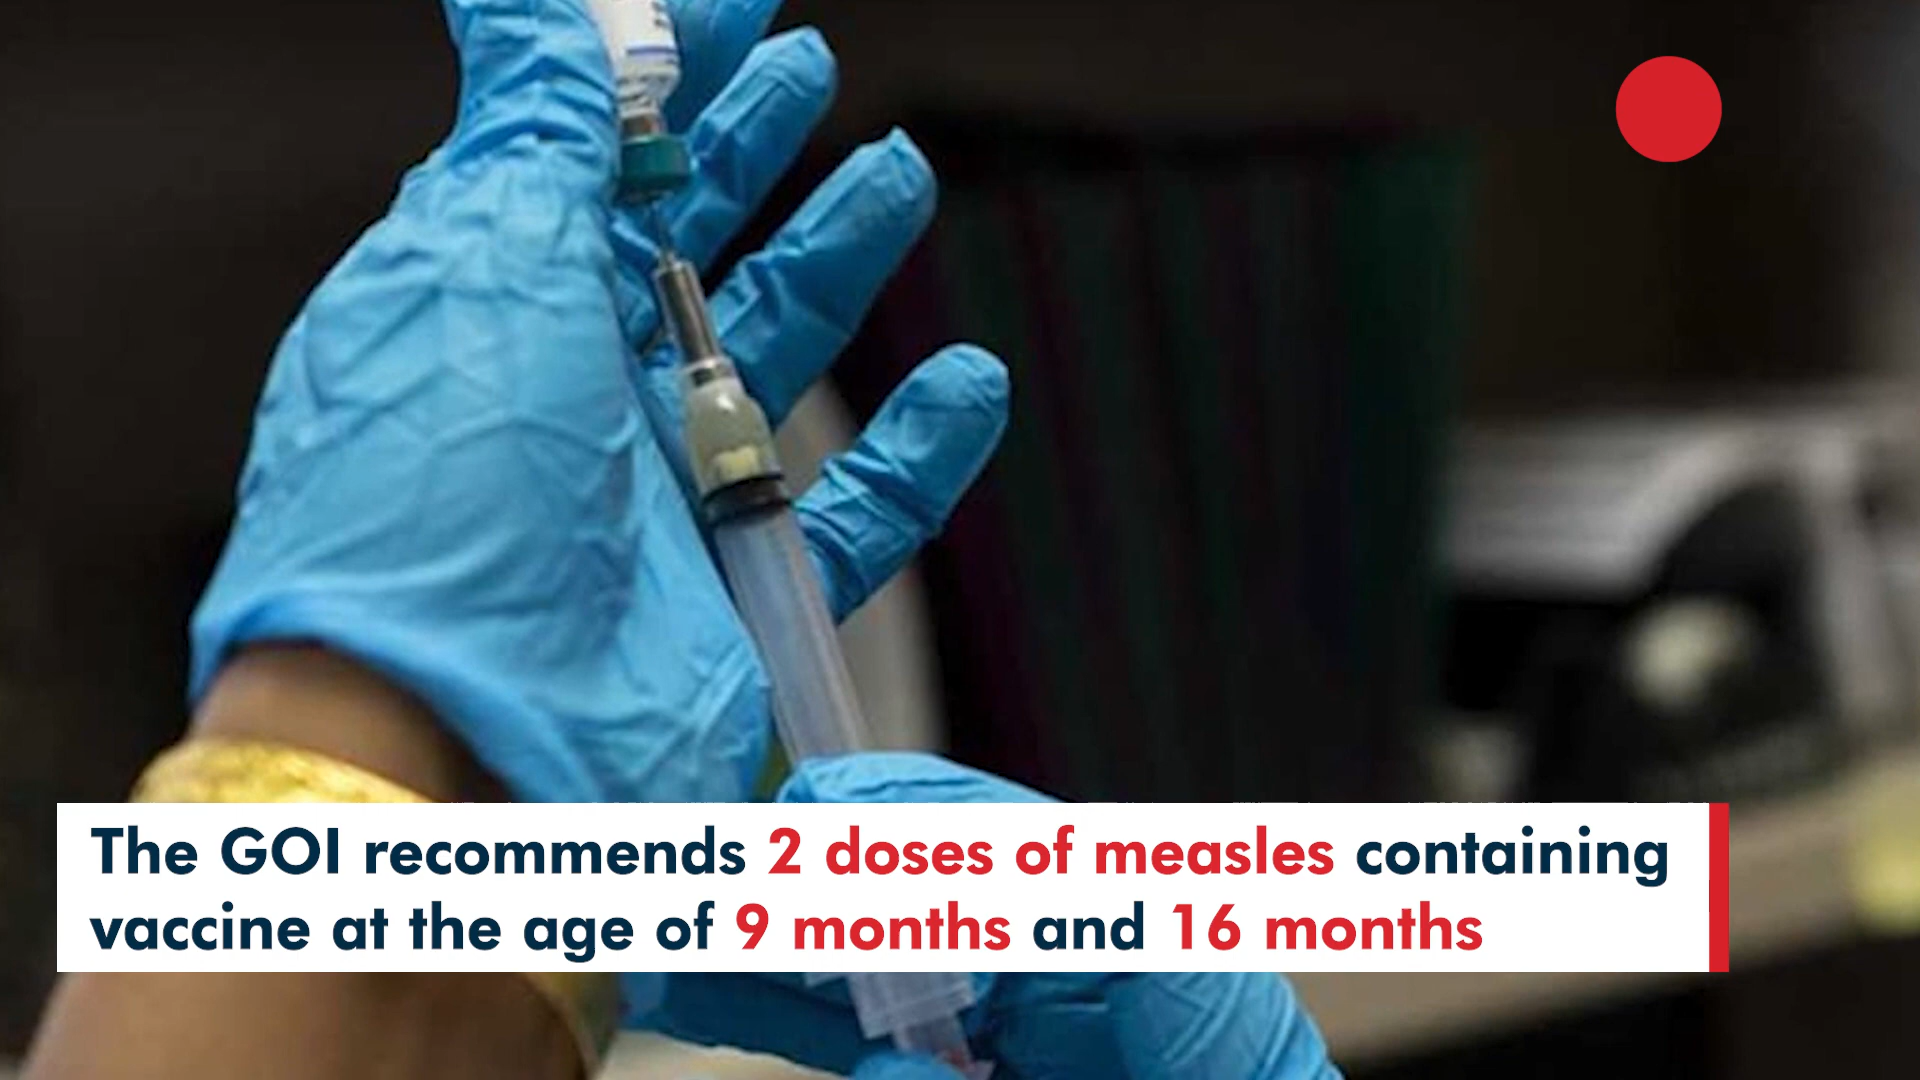 The GOI recommends 2 doses of measles containing
vaccine at the age of 9 months and 16 months